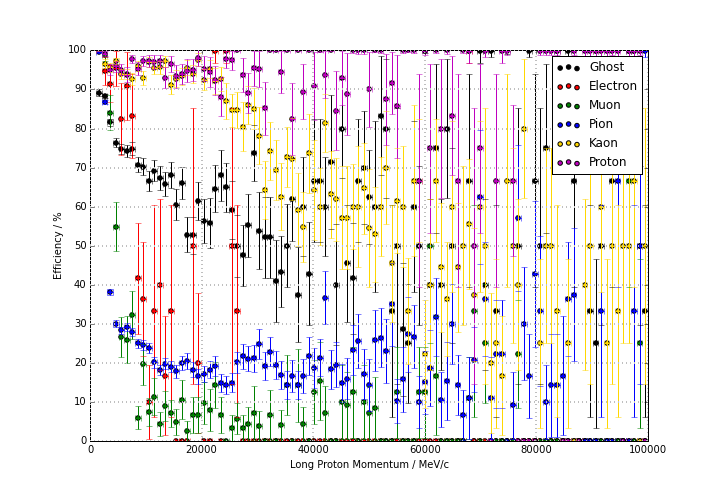 100
90
80
70
60
50
40
30
20
10
0
Efficiency / %
Ghost
Electron
Muon
Pion
Kaon
Proton
0 20000 40000 60000 80000 100000
Long Proton Momentum / MeV/c